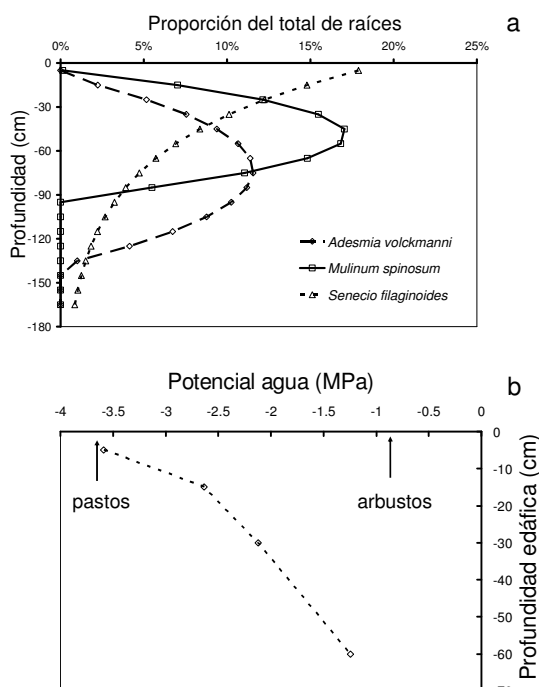 Proporción del total de raíces
a
0% 5% 10% 15% 20% 25%
Profundidad (cm)
0
-30
-60
-90
-120
-150
-180
Adesmia volckmanni
Mulinum spinosum
Senecio filaginoides
b
Potencial agua (MPa)
-4 -3.5 -3 -2.5 -2 -1.5 -1 -0.5 0
0
-10
-20
-30
-40
-50
-60
pastos
arbustos
Profundidad edáfica (cm)